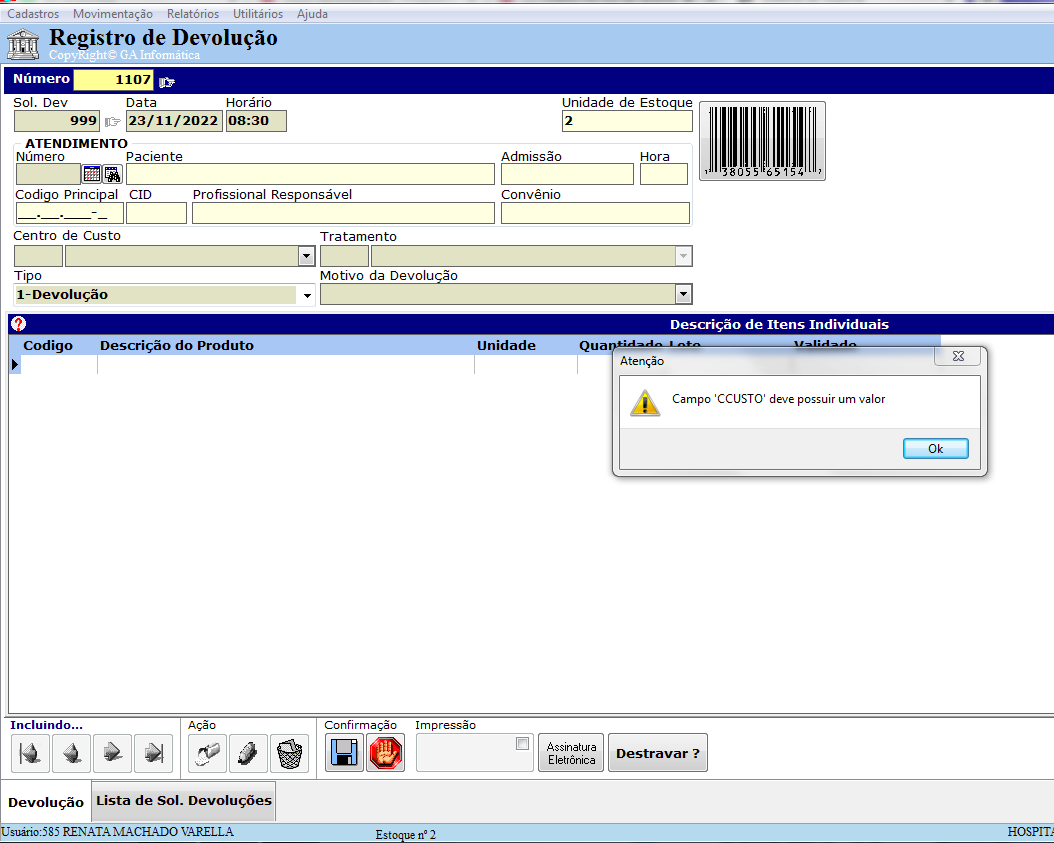 Cadastros Movimentação Relatórios Utilitários Ajuda
Registro de Devolução
CopyRight© GA Informática
Número 1107
Sol. Dev Data Horário Unidade de Estoque
999 23/11/2022 08:30 2
ATENDIMENTO
Número Paciente Admissão Hora
Codigo Principal CID Profissional Responsável Convênio
__.__.___-_
Centro de Custo Tratamento
Tipo Motivo da Devolução
1-Devolução
38055 65154
Descrição de Itens Individuais
Codigo Descrição do Produto Unidade Quantidade Lote Validade
Atenção
Campo 'CCUSTO' deve possuir um valor
Ok
Incluindo... Ação Confirmação Impressão
Assinatura
Eletrônica
Destravar ?
Devolução Lista de Sol. Devoluções
Usuário:585 RENATA MACHADO VARELLA Estoque nº 2 HOSPITA